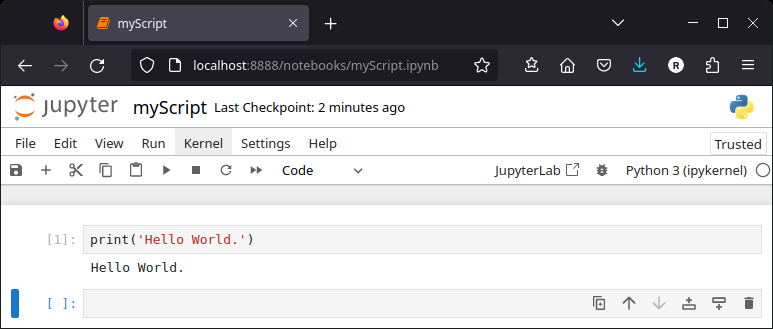 myScript
localhost:8888/notebooks/myScript.ipynb
R
jupyter myScript Last Checkpoint: 2 minutes ago
File Edit View Run Kernel Settings Help
Trusted
Code JupyterLab Python 3 (ipykernel)
[1]: print('Hello World.')
Hello World.
[ ]: